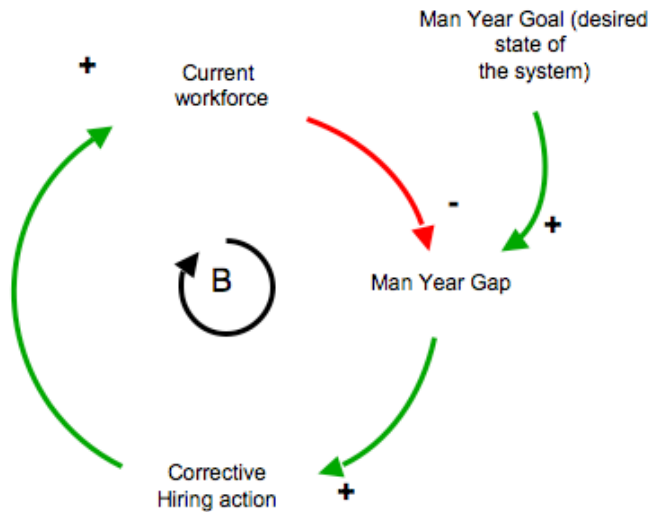 Man Year Goal (desired
state of
the system)
+
Current
workforce
-
+
B
Man Year Gap
Corrective
Hiring action
+